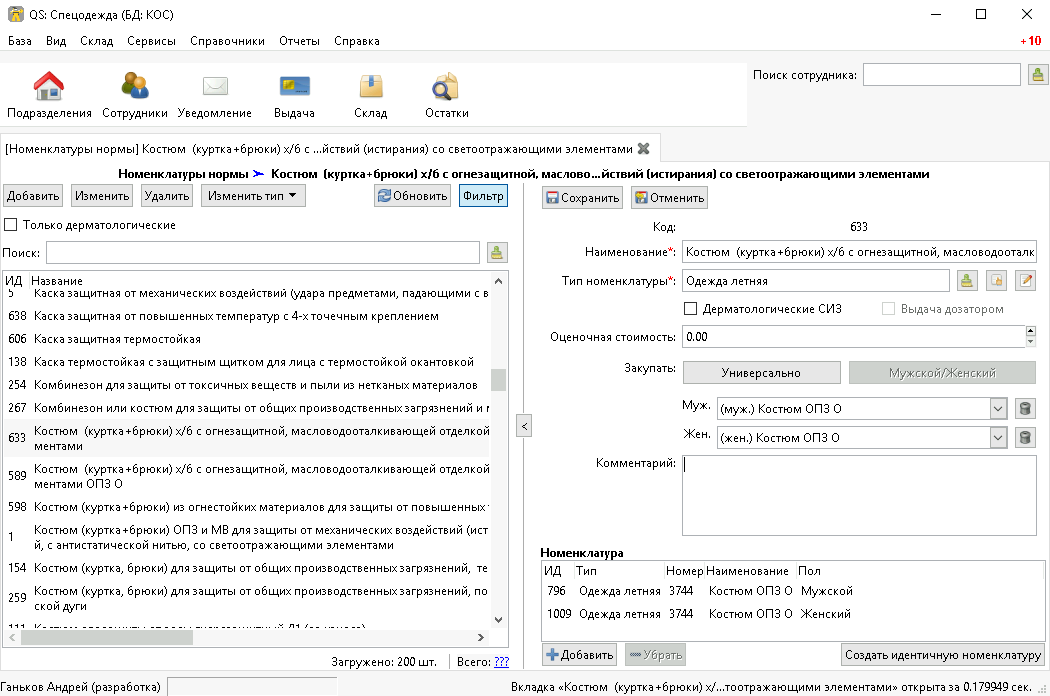 QS: Спецодежда (БД: КОС)
База Вид Склад Сервисы Справочники Отчеты Справка
+10
Подразделения Сотрудники Уведомление Выдача Склад Остатки
Поиск сотрудника:
[Номенклатуры нормы] Костюм (куртка+брюки) х/б с ...йствий (истирания) со светоотражающими элементами
Номенклатуры нормы Костюм (куртка+брюки) х/б с огнезащитной, маслово...йствий (истирания) со светоотражающими элементами
Добавить Изменить Удалить Изменить тип Обновить Фильтр
Только дерматологические
Поиск:
ИД Название
5 Каска защитная от механических воздействий (удара предметами, падающими с в
638 Каска защитная от повышенных температур с 4-х точечным креплением
606 Каска защитная термостойкая
138 Каска термостойкая с защитным щитком для лица с термостойкой окантовкой
254 Комбинезон для защиты от токсичных веществ и пыли из нетканых материалов
267 Комбинезон или костюм для защиты от общих производственных загрязнений и м
633 Костюм (куртка+брюки) х/б с огнезащитной, масловодоотталкивающей отделкой
ментами
589 Костюм (куртка+брюки) х/б с огнезащитной, масловодоотталкивающей отделкой
ментами ОПЗ О
598 Костюм (куртка+брюки) из огнестойких материалов для защиты от повышенных т
1 Костюм (куртка+брюки) ОПЗ и МВ для защиты от механических воздействий (ист
й, с антистатической нитью, со светоотражающими элементами
154 Костюм (куртка, брюки) для защиты от общих производственных загрязнений, те
259 Костюм (куртка, брюки) для защиты от общих производственных загрязнений, по
ской дуги
Загружено: 200 шт. Всего: ???
Сохранить Отменить
Код: 633
Наименование*: Костюм (куртка+брюки) х/б с огнезащитной, масловодоотталк
Тип номенклатуры*: Одежда летняя
Дерматологические СИЗ Выдача дозатором
Оценочная стоимость: 0.00
Закупать: Универсально Мужской/Женский
Муж. (муж.) Костюм ОПЗ О
Жен. (жен.) Костюм ОПЗ О
Комментарий:
<
Номенклатура
ИД Тип Номер Наименование Пол
796 Одежда летняя 3744 Костюм ОПЗ О Мужской
1009 Одежда летняя 3744 Костюм ОПЗ О Женский
Добавить Убрать Создать идентичную номенклатуру
Ганьков Андрей (разработка)
Вкладка «Костюм (куртка+брюки) х/...тоотражающими элементами» открыта за 0.179949 сек.